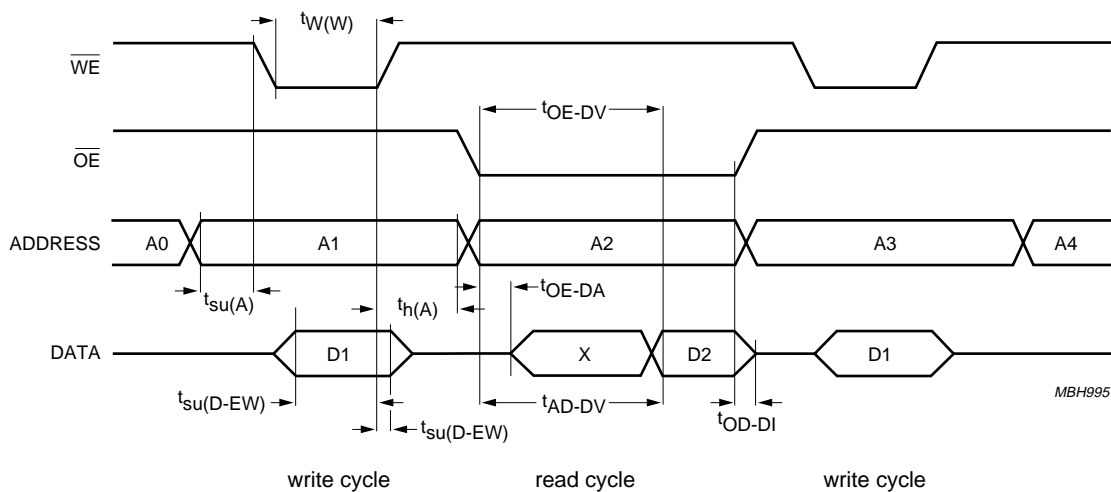 tW(W)
WE
tOE-DV
OE
ADDRESS A0 A1 A2 A3 A4
tsu(A) th(A) tOE-DA
DATA D1 X D2 D1
MBH995
tsu(D-EW) tAD-DV tOD-DI
tsu(D-EW)
write cycle read cycle write cycle